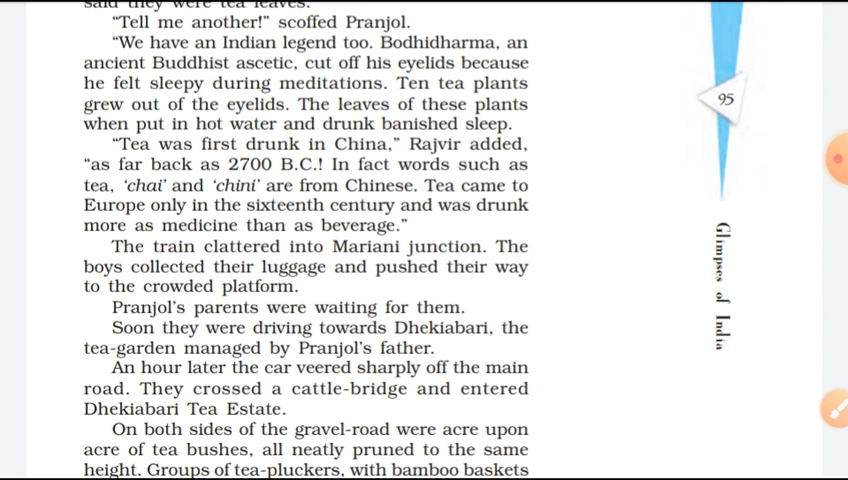 said they were tea leaves.
“Tell me another!” scoffed Pranjol.
“We have an Indian legend too. Bodhidharma, an
ancient Buddhist ascetic, cut off his eyelids because
he felt sleepy during meditations. Ten tea plants
grew out of the eyelids. The leaves of these plants
when put in hot water and drunk banished sleep.
“Tea was first drunk in China,” Rajvir added,
“as far back as 2700 B.C.! In fact words such as
tea, ‘chai’ and ‘chini’ are from Chinese. Tea came to
Europe only in the sixteenth century and was drunk
more as medicine than as beverage.”
The train clattered into Mariani junction. The
boys collected their luggage and pushed their way
to the crowded platform.
Pranjol’s parents were waiting for them.
Soon they were driving towards Dhekiabari, the
tea-garden managed by Pranjol’s father.
An hour later the car veered sharply off the main
road. They crossed a cattle-bridge and entered
Dhekiabari Tea Estate.
On both sides of the gravel-road were acre upon
acre of tea bushes, all neatly pruned to the same
height. Groups of tea-pluckers, with bamboo baskets
95
Glimpses of India